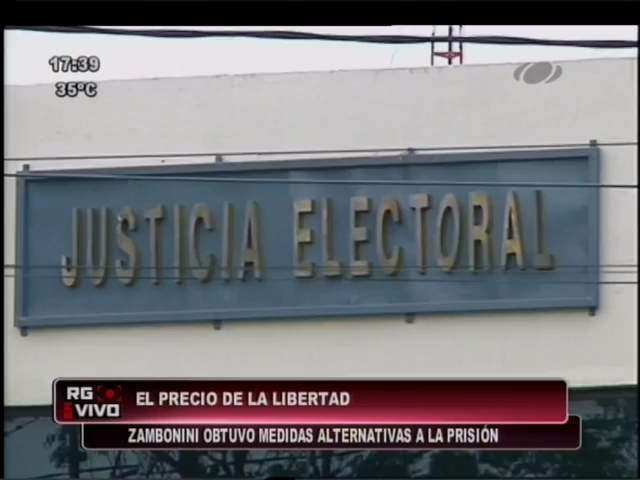 17:39
35°C
JUSTICIA ELECTORAL
RG
VIVO
EL PRECIO DE LA LIBERTAD
ZAMBONINI OBTUVO MEDIDAS ALTERNATIVAS A LA PRISIÓN